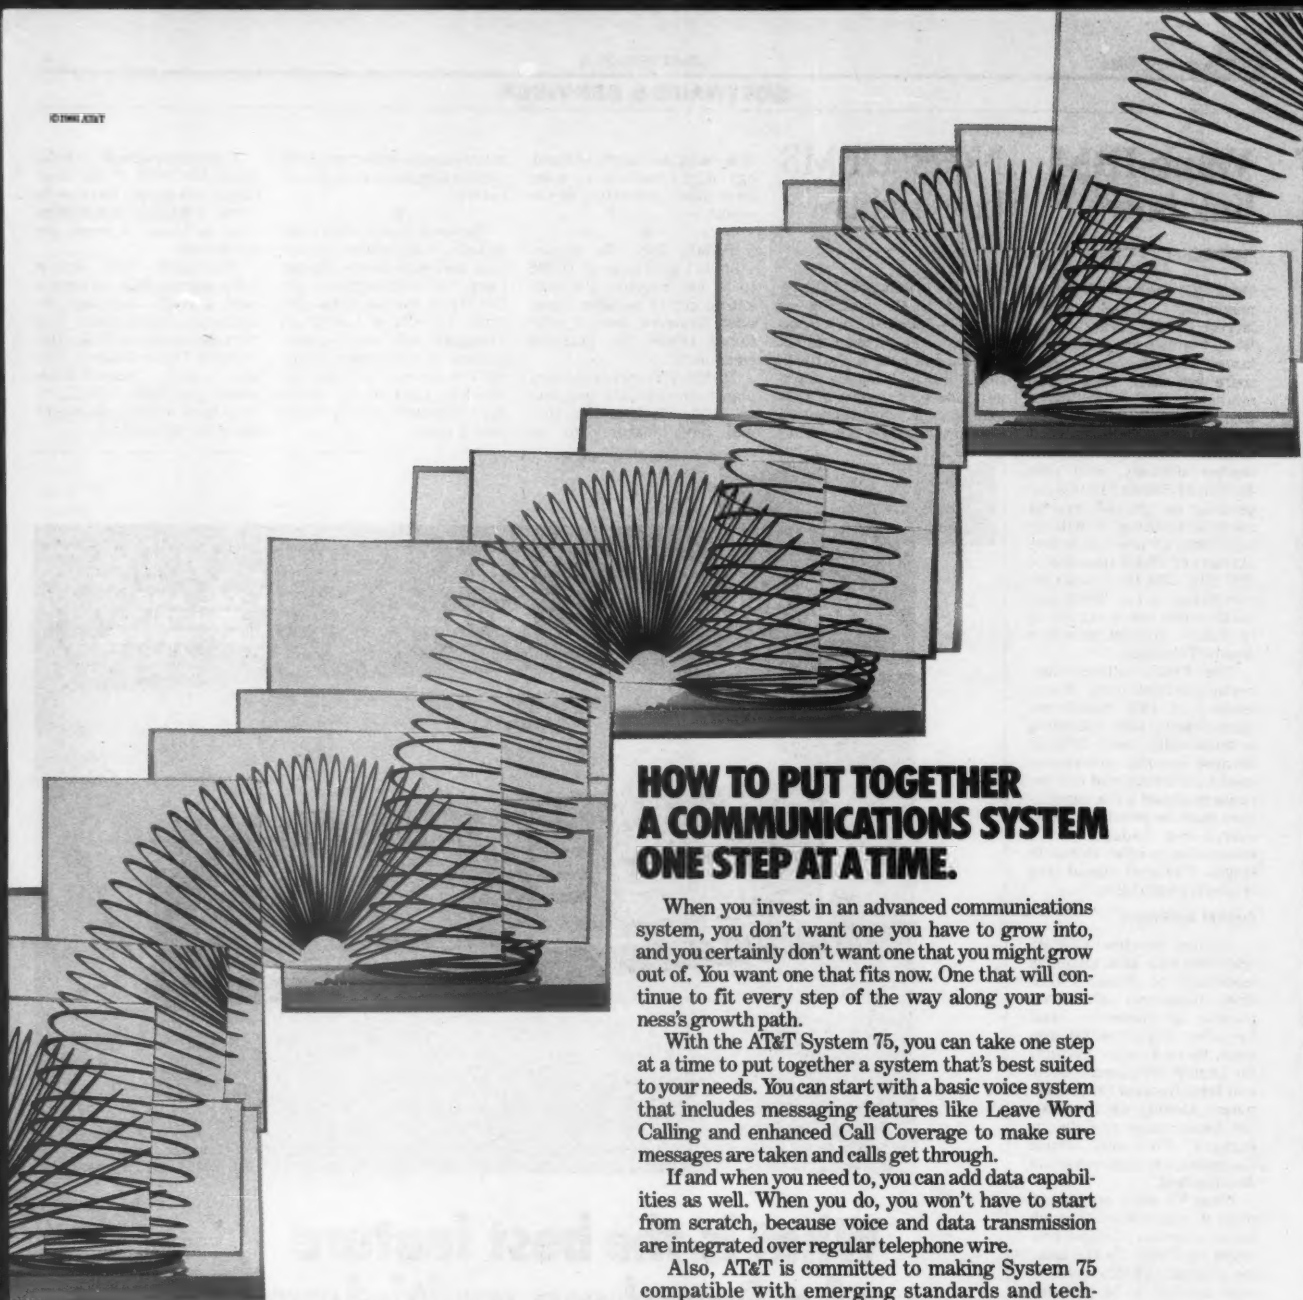 ©1986 AT&T
HOW TO PUT TOGETHER
A COMMUNICATIONS SYSTEM
ONE STEP AT A TIME.
When you invest in an advanced communications
system, you don't want one you have to grow into,
and you certainly don't want one that you might grow
out of. You want one that fits now. One that will con-
tinue to fit every step of the way along your busi-
ness's growth path.
With the AT&T System 75, you can take one step
at a time to put together a system that's best suited
to your needs. You can start with a basic voice system
that includes messaging features like Leave Word
Calling and enhanced Call Coverage to make sure
messages are taken and calls get through.
If and when you need to, you can add data capabil-
ities as well. When you do, you won't have to start
from scratch, because voice and data transmission
are integrated over regular telephone wire.
Also, AT&T is committed to making System 75
compatible with emerging standards and tech-